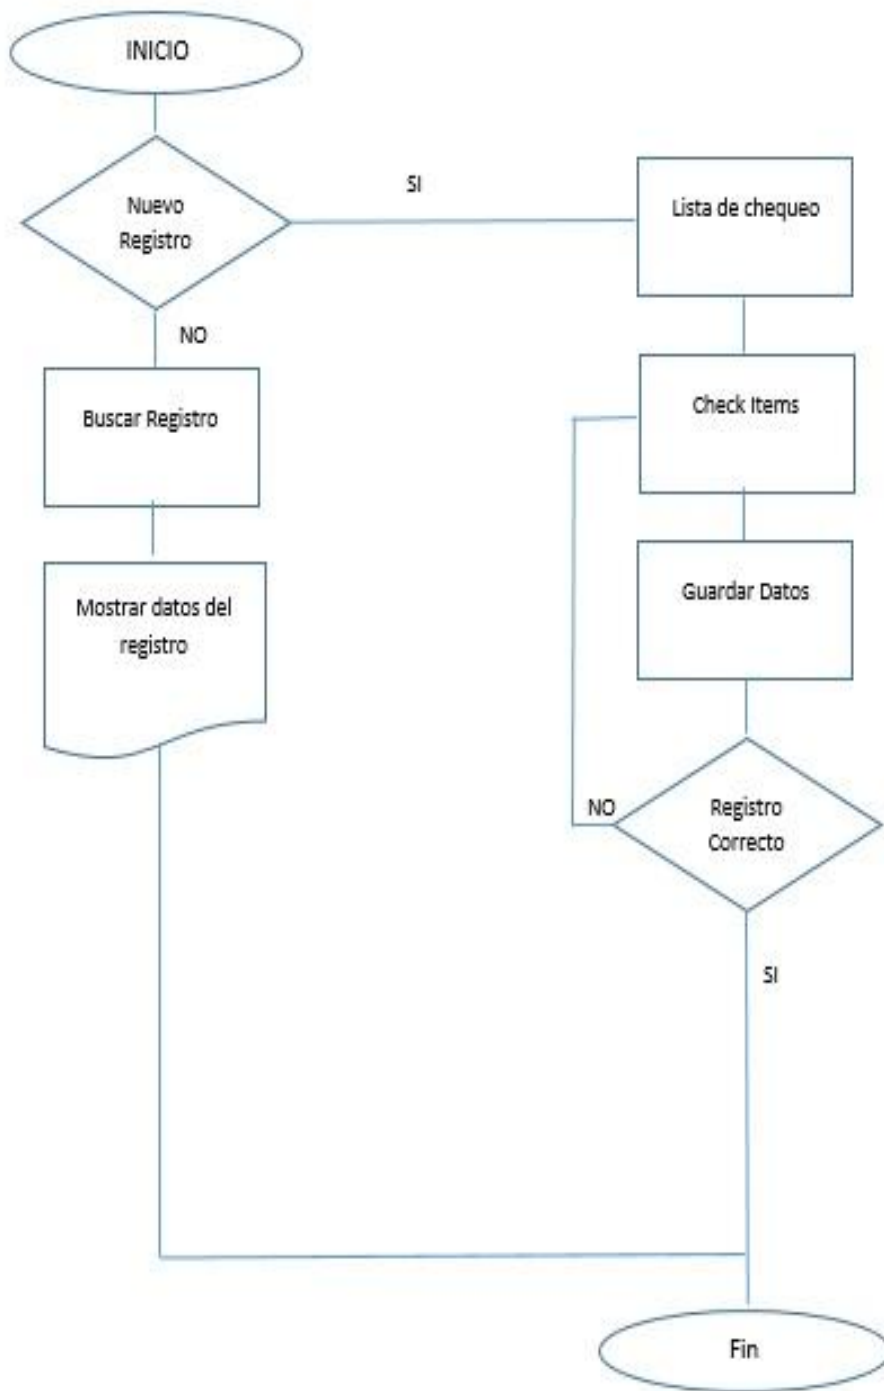 INICIO
Nuevo
Registro
SI
Lista de chequeo
NO
Buscar Registro
Check Items
Mostrar datos del
registro
Guardar Datos
NO
Registro
Correcto
SI
Fin